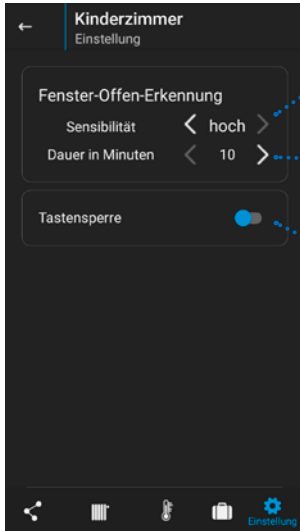 Kinderzimmer
Einstellung
Fenster-Offen-Erkennung
Sensibilität hoch
Dauer in Minuten 10
Tastensperre
Einstellung